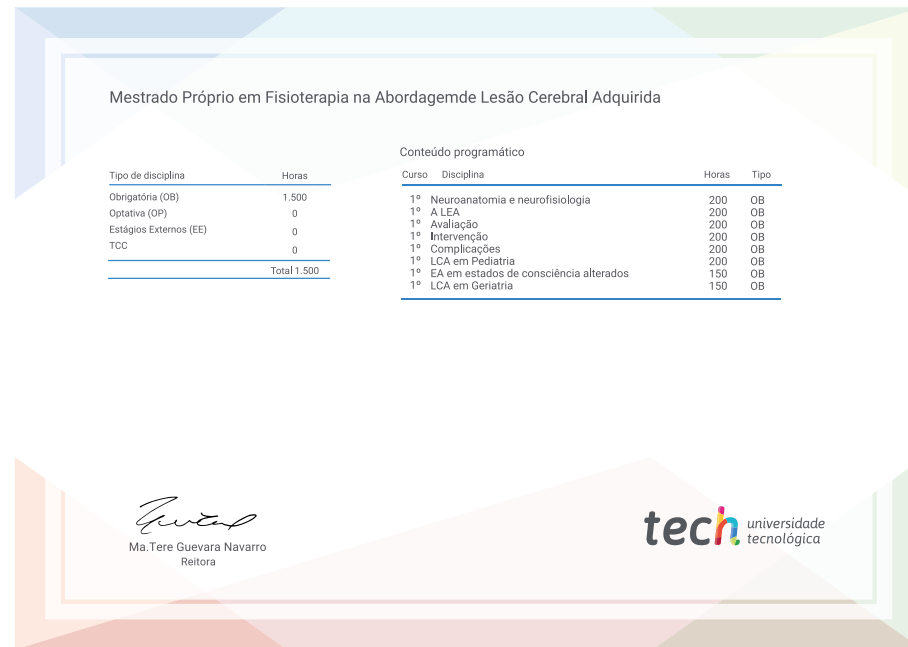 Mestrado Próprio em Fisioterapia na Abordagemde Lesão Cerebral Adquirida
Tipo de disciplina Horas
Obrigatória (OB) 1.500
Optativa (OP) 0
Estágios Externos (EE) 0
TCC 0
Total 1.500
Conteúdo programático
Curso Disciplina Horas Tipo
1º Neuroanatomia e neurofisiologia 200 OB
1º A LEA 200 OB
1º Avaliação 200 OB
1º Intervenção 200 OB
1º Complicações 200 OB
1º LCA em Pediatria 200 OB
1º EA em estados de consciência alterados 150 OB
1º LCA em Geriatria 150 OB
Ma.Tere Guevara Navarro
Reitora
tech universidade
tecnológica